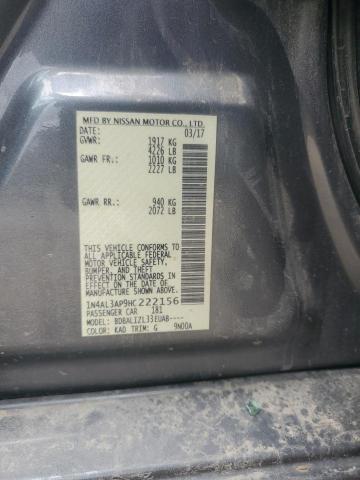 MFD BY NISSAN MOTOR CO., LTD.
DATE: 03/17
GVWR: 1917 KG
4226 LB
GAWR FR: 1010 KG
2227 LB
GAWR RR: 940 KG
2072 LB
THIS VEHICLE CONFORMS TO
ALL APPLICABLE FEDERAL
MOTOR VEHICLE SAFETY,
BUMPER, AND THEFT
PREVENTION STANDARDS
IN EFFECT ON THE DATE OF
MANUFACTURE SHOWN ABOVE.
1N4AL3AP9HC222156
PASSENGER CAR 181
MODEL: BDBALIZL33EUAB----
COLOR: KAD TRIM: G 9N00A